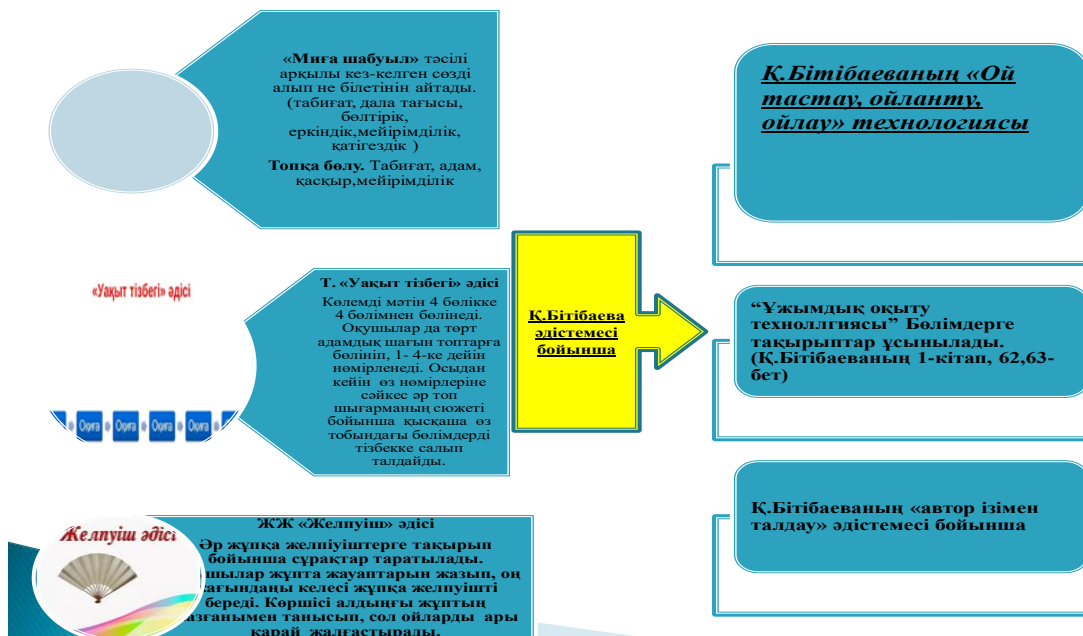 «Миға шабуыл» тәсілі
арқылы кез-келген сөзді
алып не білетінін айтады.
(табиғат, дала тағысы,
бөлтірік,
еркіндік,мейірімділік,
қатігездік )
Топқа бөлу. Табиғат, адам,
қасқыр,мейірімділік
«Уақыт тізбегі» әдісі
Оқиға Оқиға Оқиға Оқиға
Т. «Уақыт тізбегі» әдісі
Көлемді мәтін 4 бөлікке
4 бөлімнен бөлінеді.
Оқушылар да төрт
адамдық шағын топтарға
бөлініп, 1- 4-ке дейін
нөмірленеді. Осыдан
кейін өз нөмірлеріне
сәйкес әр топ
шығарманың сюжеті
бойынша қысқаша өз
тобындағы бөлімдерді
тізбекке салып
талдайды.
Желпуіш әдісі
ЖЖ «Желпуіш» әдісі
Әр жұпқа желпіуіштерге тақырып
бойынша сұрақтар таратылады.
жұпта жауаптарын жазып, оң
келесі жұпқа желпуішті
береді. Көршісі алдыңғы жұптың
танысып, сол ойларды ары
қарай жалғастырады.
Қ.Бітібаева
әдістемесі
бойынша
Қ.Бітібаеваның «Ой
тастау, ойланту,
ойлау» технологиясы
“Ұжымдық оқыту
техноллгиясы” Бөлімдерге
тақырыптар ұсынылады.
(Қ.Бітібаеваның 1-кітап, 62,63-
бет)
Қ.Бітібаеваның «автор ізімен
талдау» әдістемесі бойынша